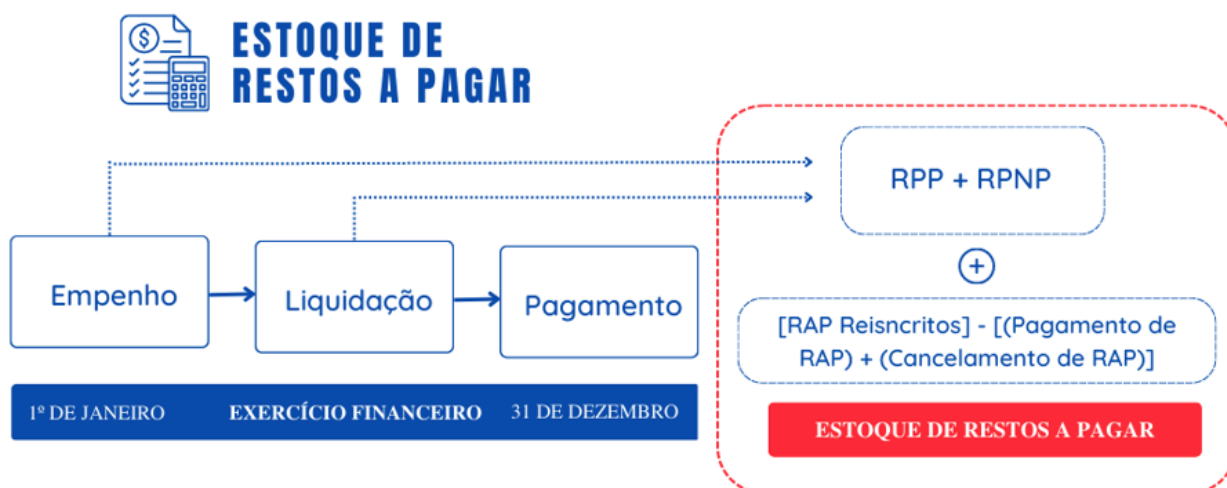 ESTOQUE DE
RESTOS A PAGAR
RPP + RPNP
Empenho
Liquidação
Pagamento
+
[RAP Reisncritos] - [(Pagamento de
RAP) + (Cancelamento de RAP)]
1º DE JANEIRO EXERCÍCIO FINANCEIRO 31 DE DEZEMBRO
ESTOQUE DE RESTOS A PAGAR